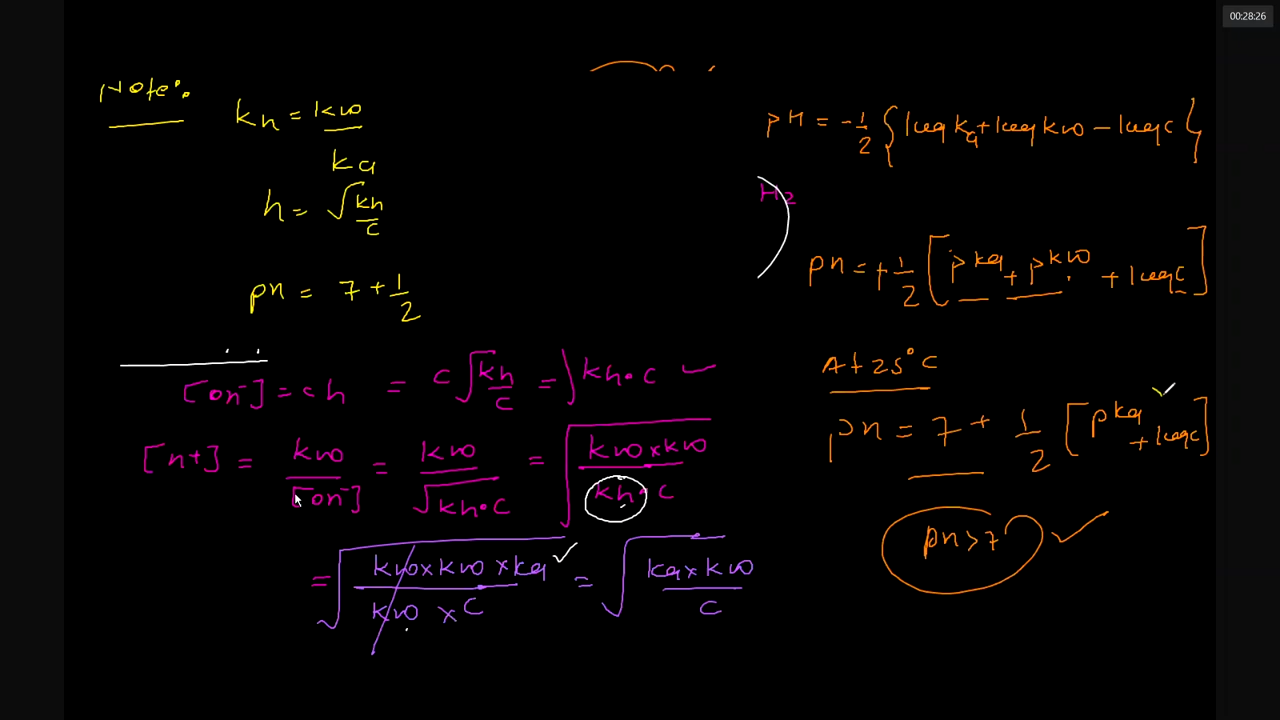 00:28:26
Note:
kh = kw / ka
h = √(kh / c)
pH = 7 + 1/2
[OH⁻] = ch = c √(kh / c) = √kh·c
[H+] = kw / [OH⁻] = kw / √kh·c = √(kw×kw / kh·c)
= √(kw×kw×ka / kw×c) = √(ka×kw / c)
pH = -1/2 {log ka + log kw - log c}
H2
pH = +1/2 [pka + pkw + log c]
At 25°C
pH = 7 + 1/2 [pka + log c]
pH > 7